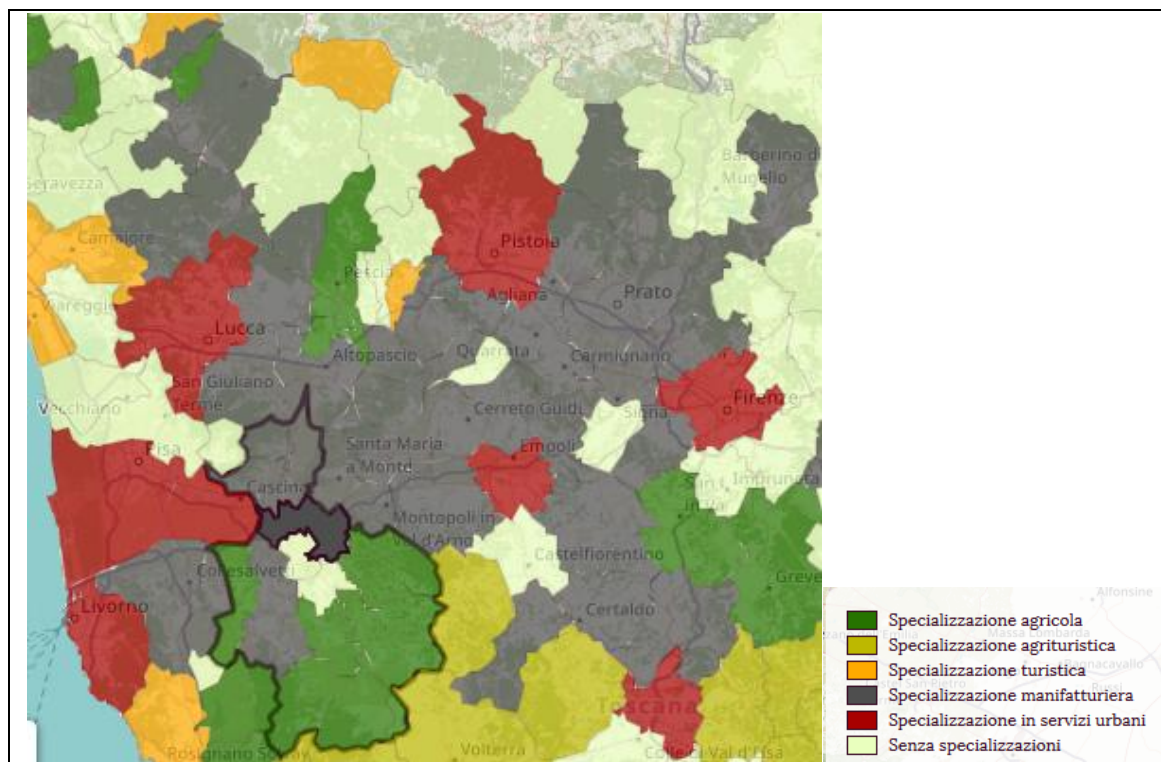 Barberino di
Mugello
Seravezza
Camaiore
Pistoia
Pescia
Agliana
Prato
Viareggio
Lucca
Altopascio
Quarrata
Carmignano
San Giuliano
Terme
Vecchiano
Cerreto Guidi
Signa
Firenze
Pisa
Santa Maria
a Monte
Empoli
Impruneta
Cascina
Montopoli in
Val d'Arno
Castelfiorentino
Collesalvetti
Greve
Livorno
Certaldo
Toscana
Rosignano
Volterra
Colle di Val d'Elsa
Alfonsine
Specializzazione agricola
Specializzazione agrituristica
Massa Lombarda
Specializzazione turistica
Bagnacavallo
Specializzazione manifatturiera
Specializzazione in servizi urbani
Senza specializzazioni